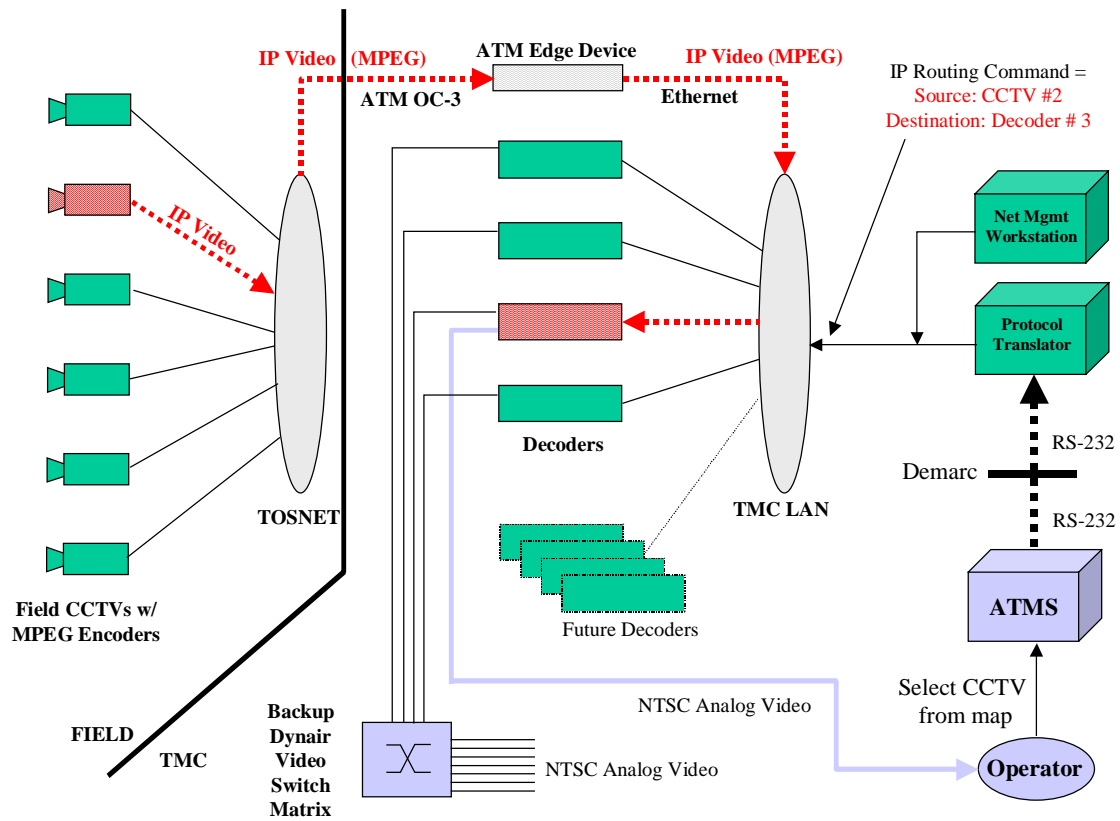 IP Video (MPEG)
ATM OC-3
ATM Edge Device
Ethernet
IP Video (MPEG)
IP Routing Command =
Source: CCTV #2
Destination: Decoder # 3
IP Video
Net Mgmt
Workstation
Protocol
Translator
RS-232
Demarc
RS-232
ATMS
Select CCTV
from map
Operator
Decoders
TOSNET
TMC LAN
Future Decoders
Field CCTVs w/
MPEG Encoders
FIELD
TMC
Backup
Dynair
Video
Switch
Matrix
NTSC Analog Video
NTSC Analog Video